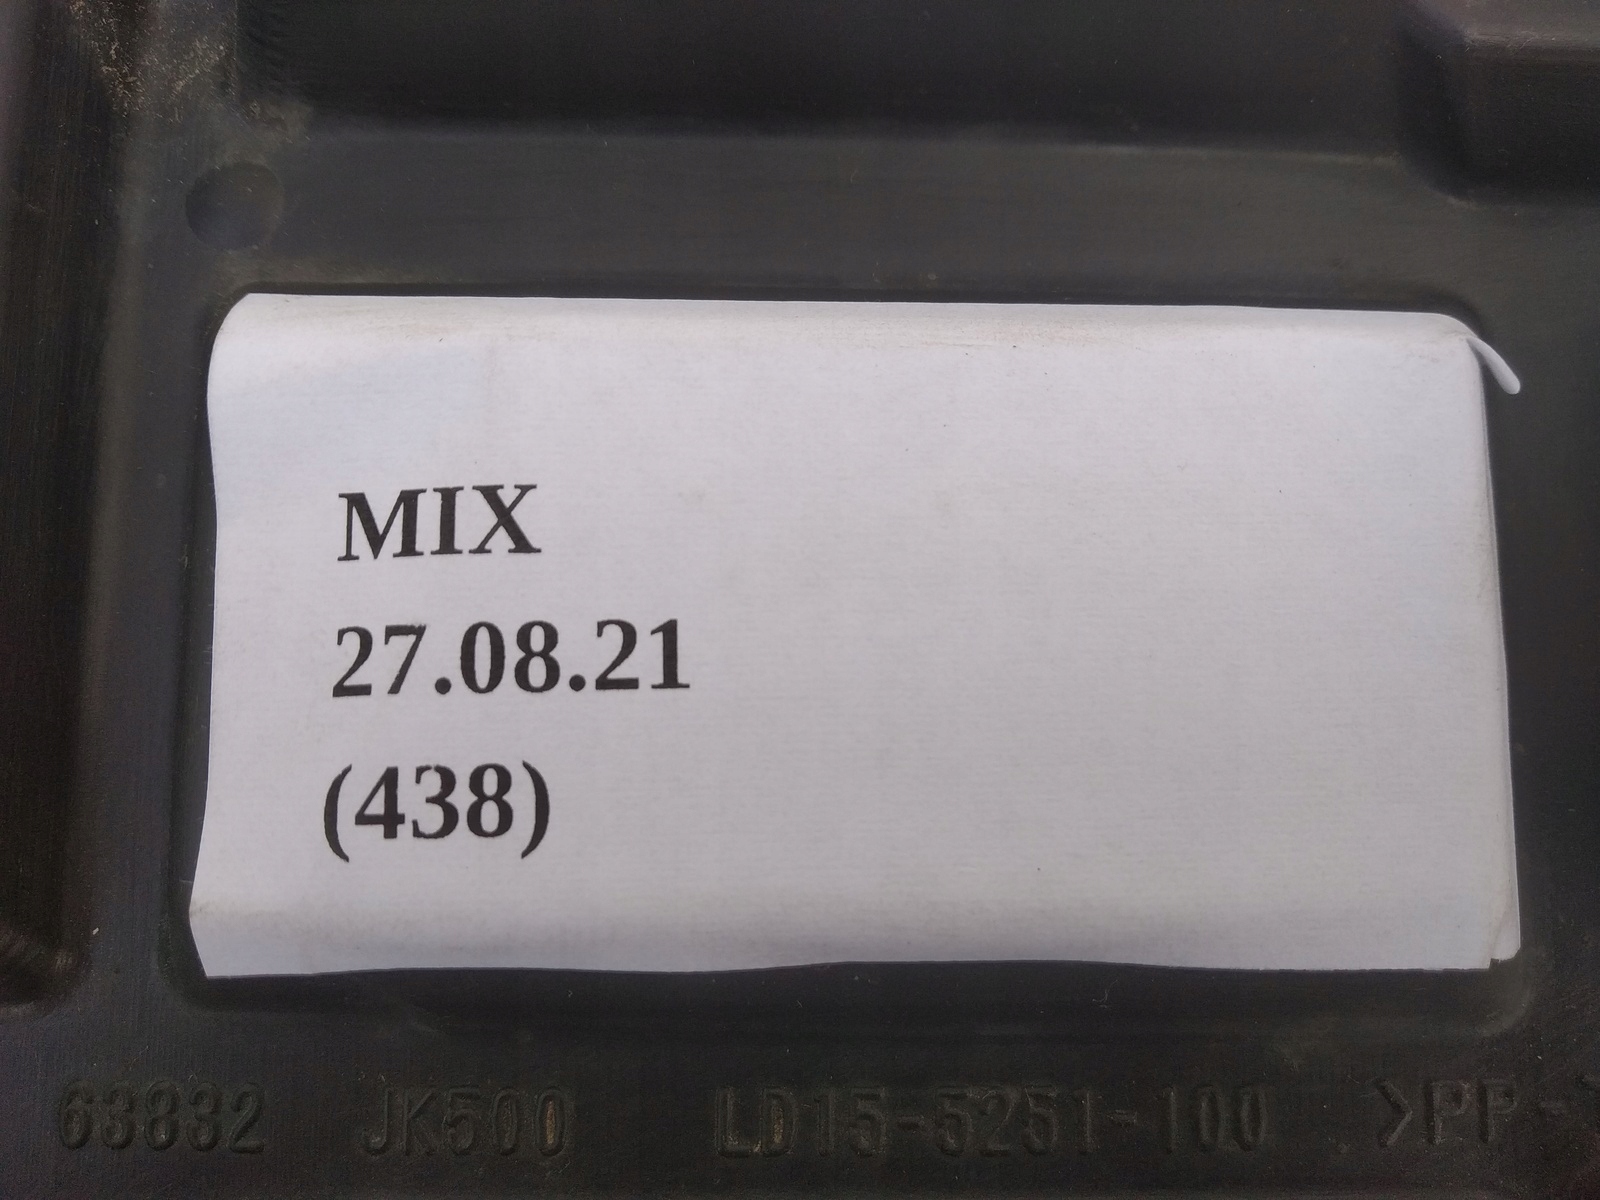 MIX
27.08.21
(438)
63832 JK500 LD15-5251-100 >PP-